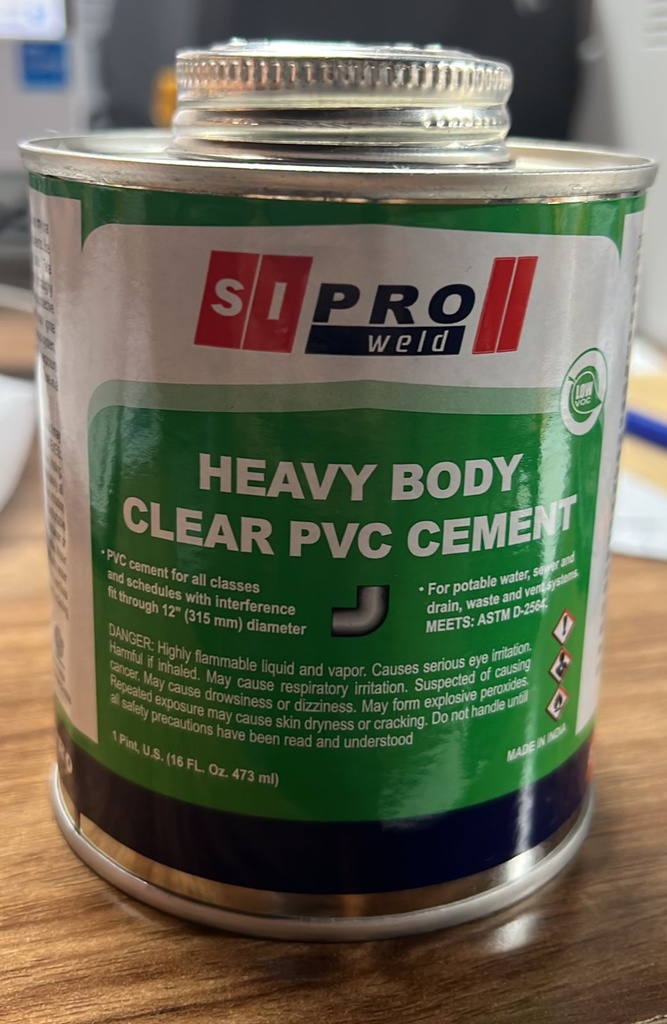 SI PRO
weld
LOW
VOC
HEAVY BODY
CLEAR PVC CEMENT
• PVC cement for all classes
and schedules with interference
fit through 12" (315 mm) diameter
• For potable water, sewer and
drain, waste and vent systems.
MEETS: ASTM D-2564.
DANGER: Highly flammable liquid and vapor. Causes serious eye irritation.
Harmful if inhaled. May cause respiratory irritation. Suspected of causing
cancer. May cause drowsiness or dizziness. May form explosive peroxides.
Repeated exposure may cause skin dryness or cracking. Do not handle until
all safety precautions have been read and understood
1 Pint, U.S. (16 FL. Oz. 473 ml)
MADE IN INDIA